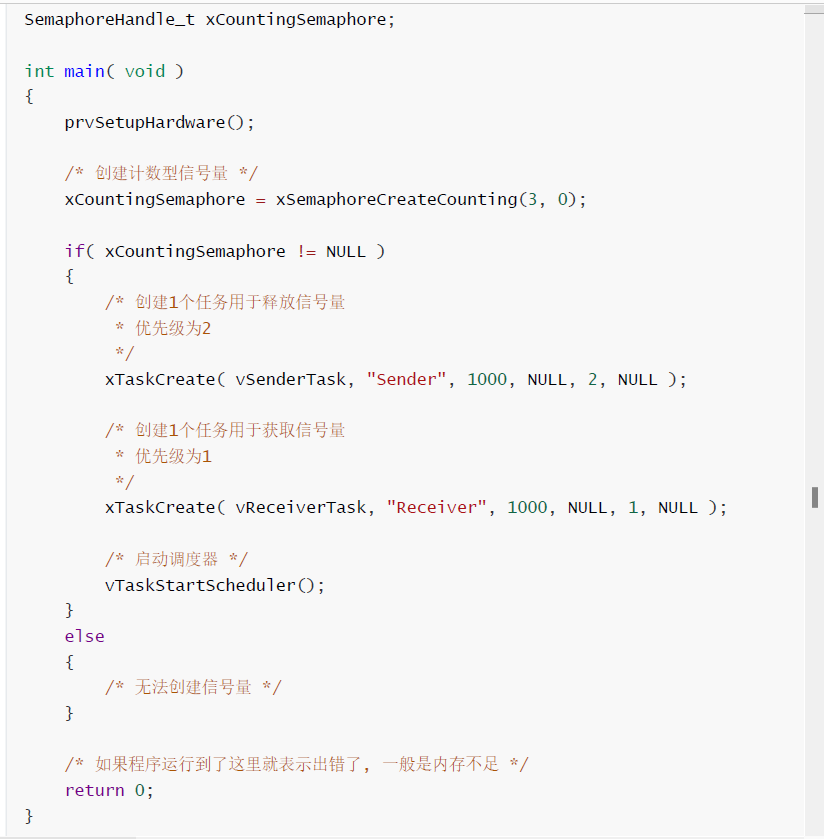 SemaphoreHandle_t xCountingSemaphore;
int main( void )
{
prvSetupHardware();
/* 创建计数型信号量 */
xCountingSemaphore = xSemaphoreCreateCounting(3, 0);
if( xCountingSemaphore != NULL )
{
/* 创建1个任务用于释放信号量
* 优先级为2
*/
xTaskCreate( vSenderTask, "Sender", 1000, NULL, 2, NULL );
/* 创建1个任务用于获取信号量
* 优先级为1
*/
xTaskCreate( vReceiverTask, "Receiver", 1000, NULL, 1, NULL );
/* 启动调度器 */
vTaskStartScheduler();
}
else
{
/* 无法创建信号量 */
}
/* 如果程序运行到了这里就表示出错了, 一般是内存不足 */
return 0;
}